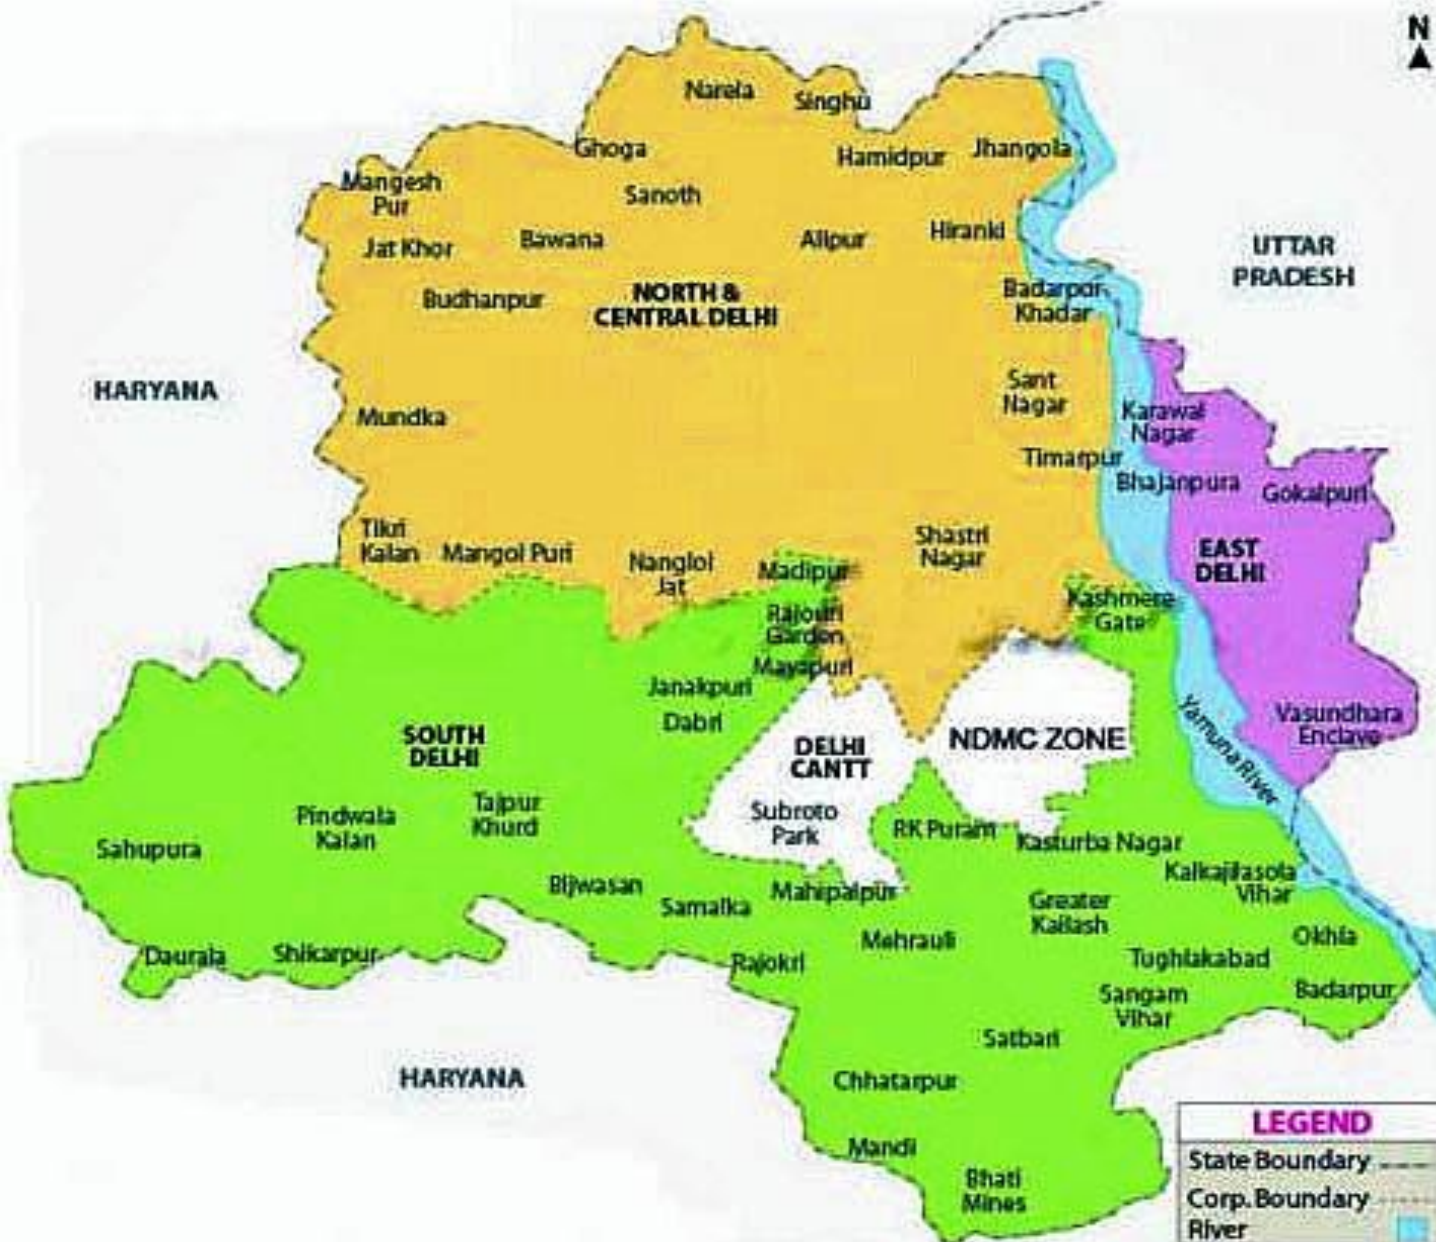 N
Narela
Singhu
Ghoga
Hamidpur
Jhangola
Mangesh
Pur
Sanoth
Jat Khor
Bawana
Alipur
Hiranki
UTTAR
PRADESH
Budhanpur
NORTH &
CENTRAL DELHI
Badarpor
Khadar
HARYANA
Sant
Nagar
Mundka
Karawal
Nagar
Timarpur
Bhajanpura
Gokalpuri
Tikri
Kalan
Mangol Puri
Nangloi
Jat
Madipur
Shastri
Nagar
EAST
DELHI
Rajouri
Garden
Kashmere
Gate
Mayapuri
Janakpuri
Dabri
SOUTH
DELHI
DELHI
CANTT
NDMC ZONE
Yamuna River
Vasundhara
Enclave
Pindwala
Kalan
Tajpur
Khurd
Subroto
Park
RK Puram
Kasturba Nagar
Sahupura
Bijwasan
Samalka
Mahipalpur
Kalkajilasola
Vihar
Greater
Kailash
Daurala
Shikarpur
Rajokri
Mehrauli
Okhla
Tughlakabad
Badarpur
Sangam
Vihar
Satbari
HARYANA
Chhatarpur
Mandi
Bhati
Mines
LEGEND
State Boundary
Corp. Boundary
River